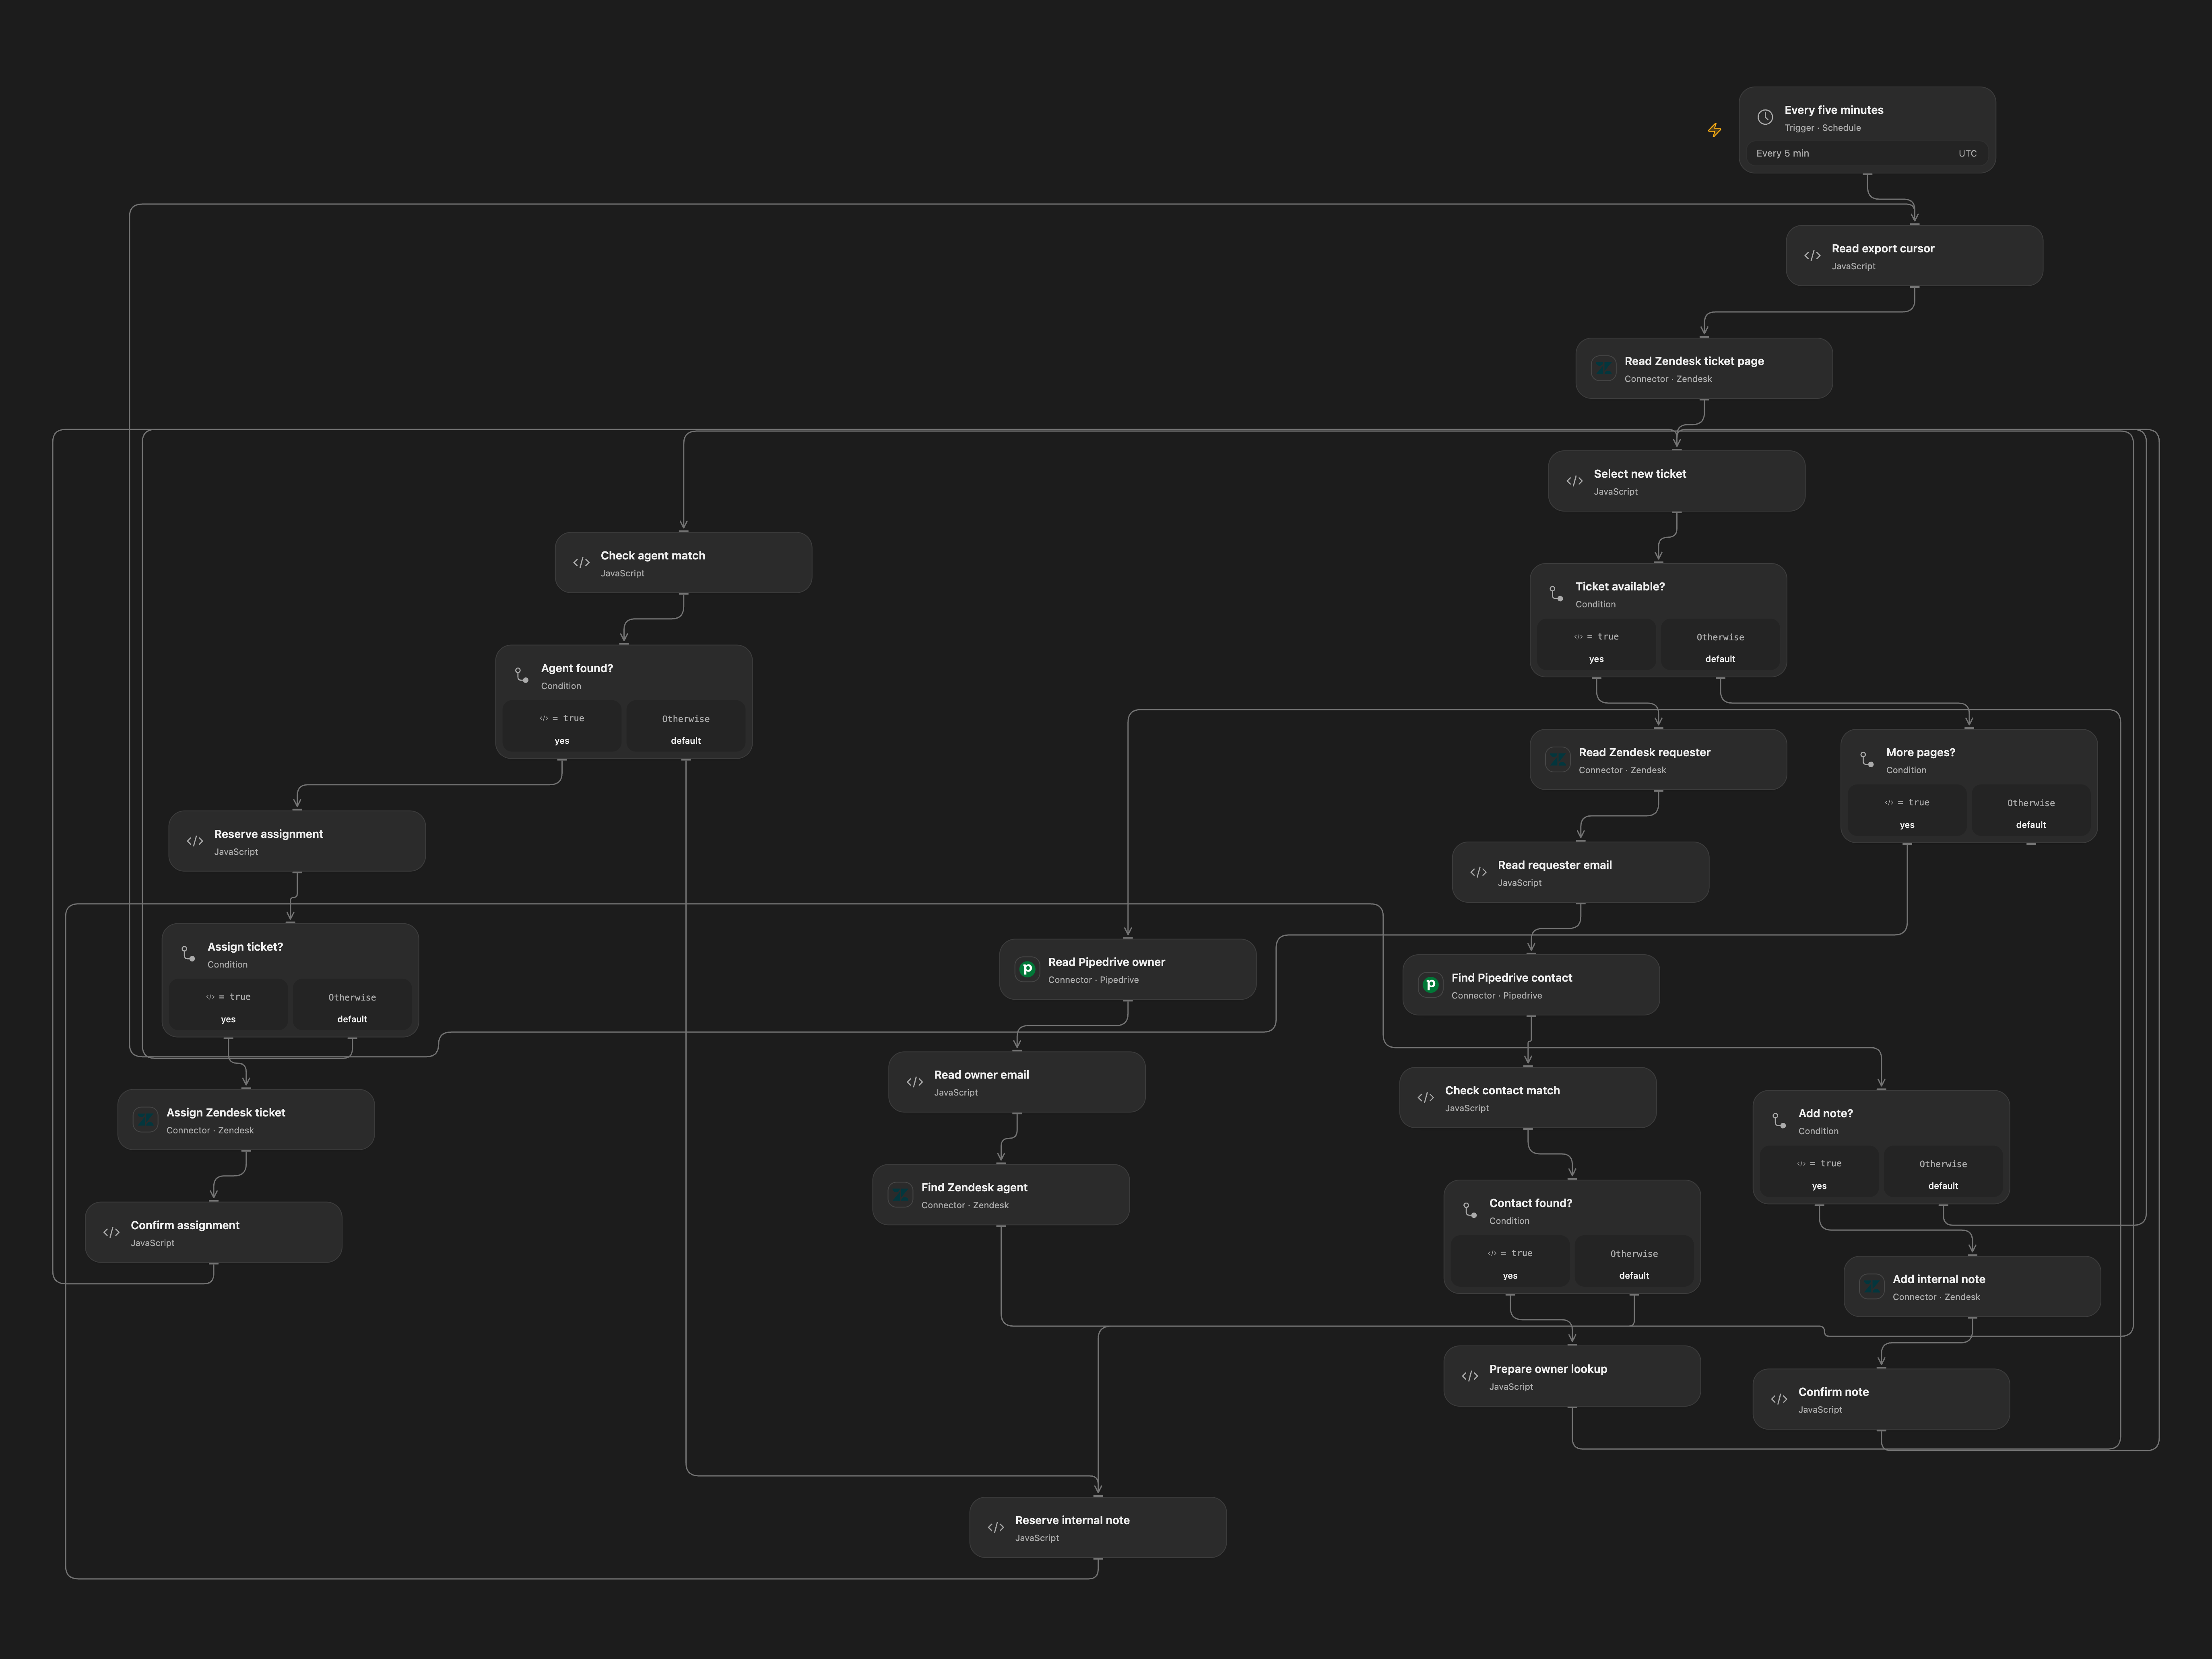 Every five minutes
Trigger · Schedule
Every 5 min
UTC
Read export cursor
JavaScript
Read Zendesk ticket page
Connector · Zendesk
Select new ticket
JavaScript
Check agent match
JavaScript
Ticket available?
Condition
</> = true
Otherwise
yes
default
Agent found?
Condition
</> = true
Otherwise
yes
default
Read Zendesk requester
Connector · Zendesk
More pages?
Condition
</> = true
Otherwise
yes
default
Reserve assignment
JavaScript
Read requester email
JavaScript
Assign ticket?
Condition
</> = true
Otherwise
yes
default
Read Pipedrive owner
Connector · Pipedrive
Find Pipedrive contact
Connector · Pipedrive
Read owner email
JavaScript
Check contact match
JavaScript
Assign Zendesk ticket
Connector · Zendesk
Add note?
Condition
</> = true
Otherwise
yes
default
Find Zendesk agent
Connector · Zendesk
Contact found?
Condition
</> = true
Otherwise
yes
default
Confirm assignment
JavaScript
Add internal note
Connector · Zendesk
Prepare owner lookup
JavaScript
Confirm note
JavaScript
Reserve internal note
JavaScript